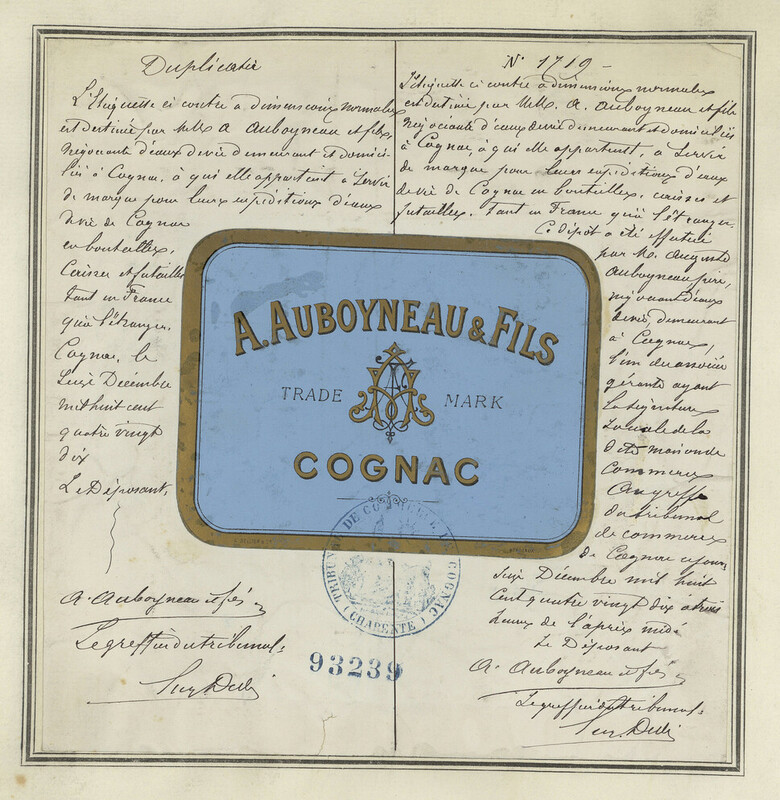 Duplicata
L'Etiquette ci contre à dimensions normales
est destinée par MM. A. Auboyneau et fils,
négociants d'eaux de vie demeurant et domici-
liés à Cognac, à qui elle appartient à servir
de marque pour leurs expéditions d'eaux
de vie de Cognac
en bouteilles,
Caisses et futailles
tant en France
qu'à l'étranger.
Cognac, le
Seize Décembre
mil huit cent
quatre vingt
dix
Le Déposant,
A. Auboyneau et fils
Le greffier du tribunal:
N° 1719 -
L'étiquette ci contre à dimensions normales
est destinée par MM. A. Auboyneau et fils
négociants d'eaux de vie demeurant et domiciliés
à Cognac, à qui elle appartient, à servir
de marque pour leurs expéditions d'eaux
de vie de Cognac en bouteilles, caisses et
futailles. tant en France qu'à l'étranger.
Ce dépôt a été effectué
par M. Auguste
Auboyneau père,
négociant d'eaux
de vie, demeurant
à Cognac,
l'un des associés
gérants ayant
la signature
sociale de la
dite maison de
commerce
au greffe
du tribunal
de commerce
de Cognac ce jour
seize Décembre mil huit
cent quatre vingt dix à trois
heures de l'après midi
Le Déposant
A. Auboyneau et fils
Le greffier du tribunal:
A. AUBOYNEAU & FILS
TRADE MARK
COGNAC
TRIBUNAL DE COMMERCE DE COGNAC
(CHARENTE)
93239